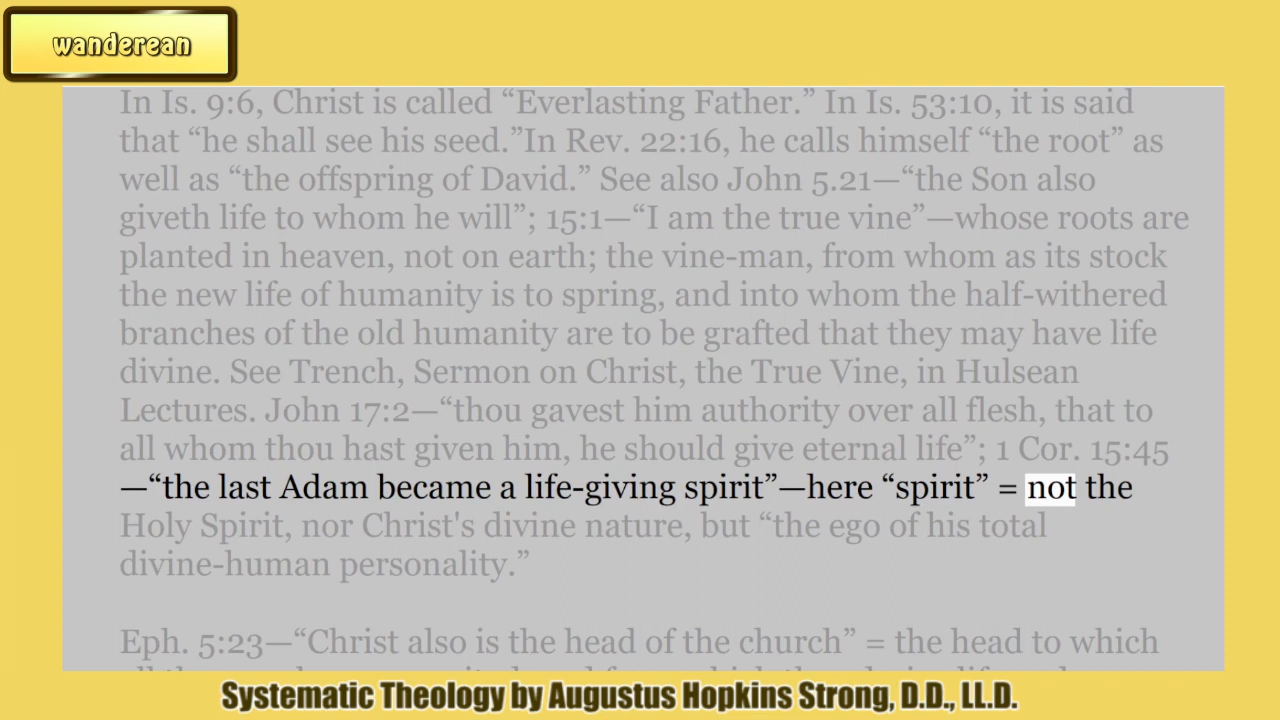 wanderean
In Is. 9:6, Christ is called “Everlasting Father.” In Is. 53:10, it is said
that “he shall see his seed.”In Rev. 22:16, he calls himself “the root” as
well as “the offspring of David.” See also John 5.21—“the Son also
giveth life to whom he will”; 15:1—“I am the true vine”—whose roots are
planted in heaven, not on earth; the vine-man, from whom as its stock
the new life of humanity is to spring, and into whom the half-withered
branches of the old humanity are to be grafted that they may have life
divine. See Trench, Sermon on Christ, the True Vine, in Hulsean
Lectures. John 17:2—“thou gavest him authority over all flesh, that to
all whom thou hast given him, he should give eternal life”; 1 Cor. 15:45
—“the last Adam became a life-giving spirit”—here “spirit” = not the
Holy Spirit, nor Christ's divine nature, but “the ego of his total
divine-human personality.”
Eph. 5:23—“Christ also is the head of the church” = the head to which
Systematic Theology by Augustus Hopkins Strong, D.D., LL.D.